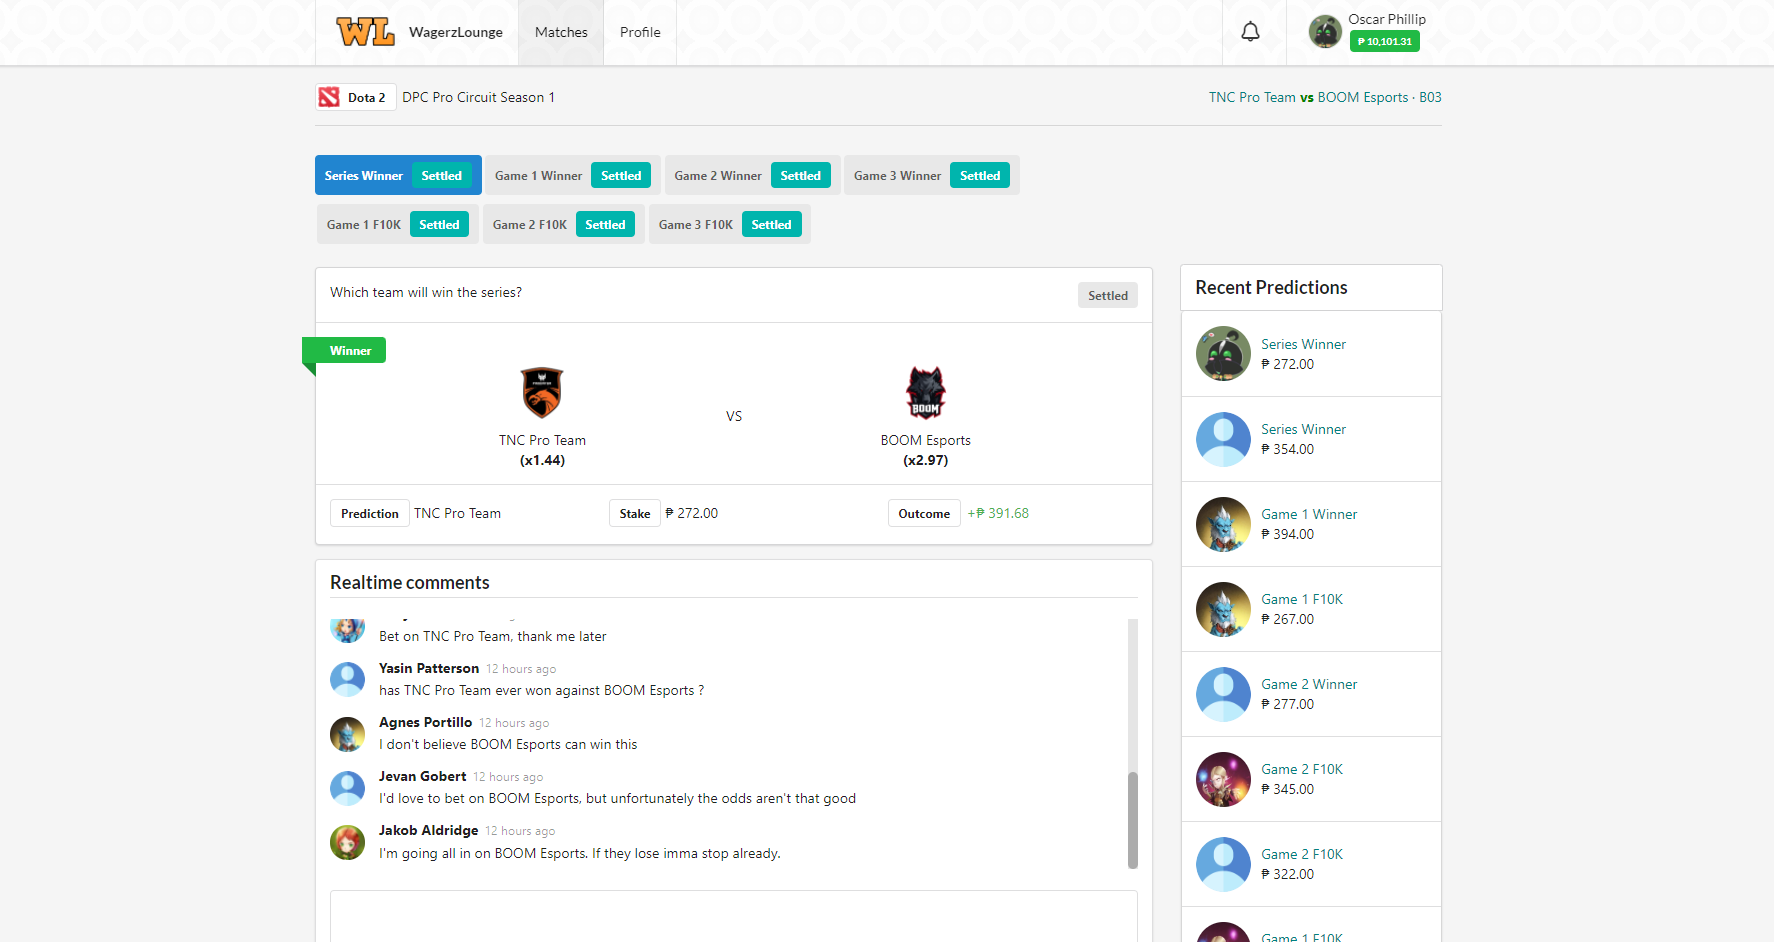 WL WagerzLounge Matches Profile Oscar Phillip
₱ 10,101.31
Dota 2 DPC Pro Circuit Season 1 TNC Pro Team vs BOOM Esports · BO3
Series Winner Settled Game 1 Winner Settled Game 2 Winner Settled Game 3 Winner Settled
Game 1 F10K Settled Game 2 F10K Settled Game 3 F10K Settled
Which team will win the series? Settled
Winner
BOOM
VS
TNC Pro Team BOOM Esports
(x1.44) (x2.97)
Prediction TNC Pro Team Stake ₱ 272.00 Outcome +₱ 391.68
Realtime comments
Bet on TNC Pro Team, thank me later
Yasin Patterson 12 hours ago
has TNC Pro Team ever won against BOOM Esports ?
Agnes Portillo 12 hours ago
I don't believe BOOM Esports can win this
Jevan Gobert 12 hours ago
I'd love to bet on BOOM Esports, but unfortunately the odds aren't that good
Jakob Aldridge 12 hours ago
I'm going all in on BOOM Esports. If they lose imma stop already.
Recent Predictions
Series Winner
₱ 272.00
Series Winner
₱ 354.00
Game 1 Winner
₱ 394.00
Game 1 F10K
₱ 267.00
Game 2 Winner
₱ 277.00
Game 2 F10K
₱ 345.00
Game 2 F10K
₱ 322.00
Game 1 F10K